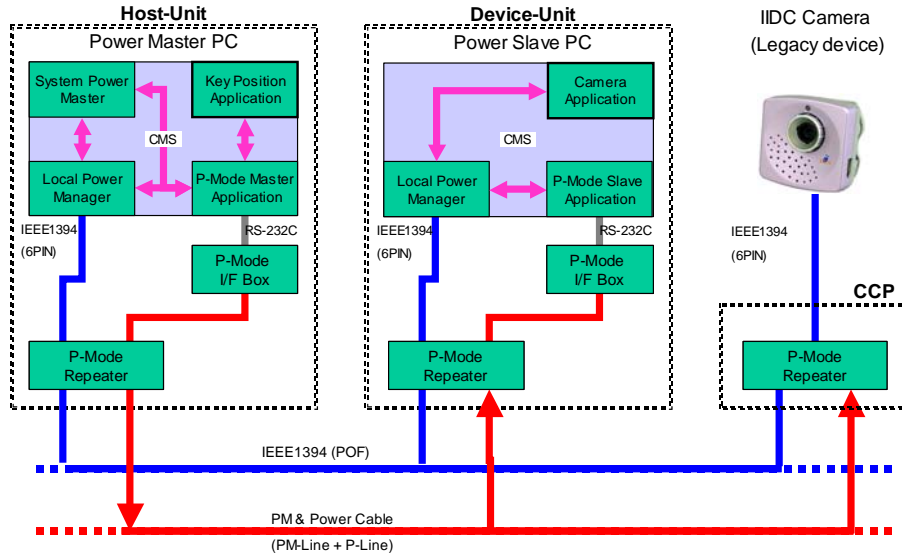 Host-Unit
Power Master PC
System Power
Master
Key Position
Application
CMS
Local Power
Manager
P-Mode Master
Application
IEEE1394
(6PIN)
RS-232C
P-Mode
I/F Box
P-Mode
Repeater
Device-Unit
Power Slave PC
Camera
Application
CMS
Local Power
Manager
P-Mode Slave
Application
IEEE1394
(6PIN)
RS-232C
P-Mode
I/F Box
P-Mode
Repeater
IIDC Camera
(Legacy device)
IEEE1394
(6PIN)
CCP
P-Mode
Repeater
IEEE1394 (POF)
PM & Power Cable
(PM-Line + P-Line)